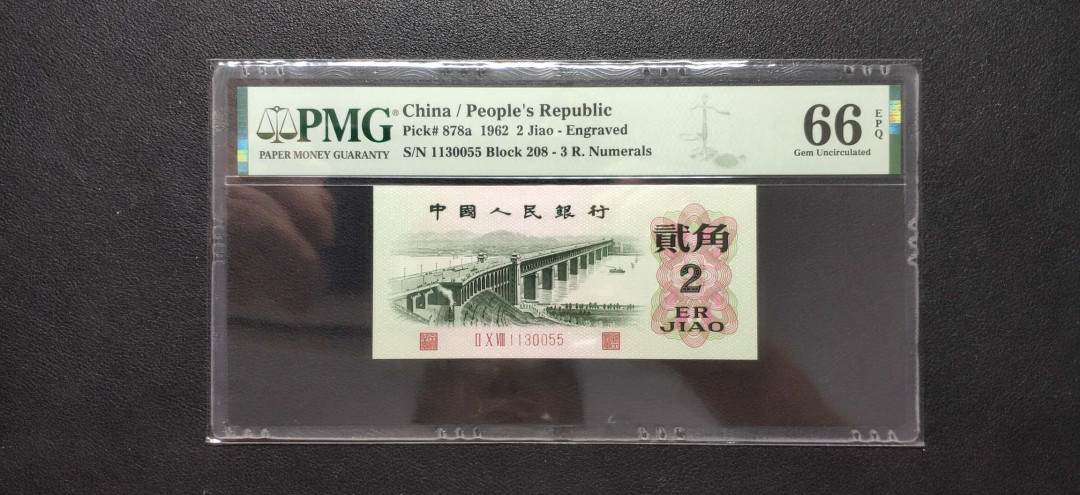 PMG®
PAPER MONEY GUARANTY
China / People's Republic
Pick# 878a 1962 2 Jiao - Engraved
S/N 1130055 Block 208 - 3 R. Numerals
66 EPQ
Gem Uncirculated
中國人民銀行
貳角
2
ER
JIAO
II X VIII 1130055